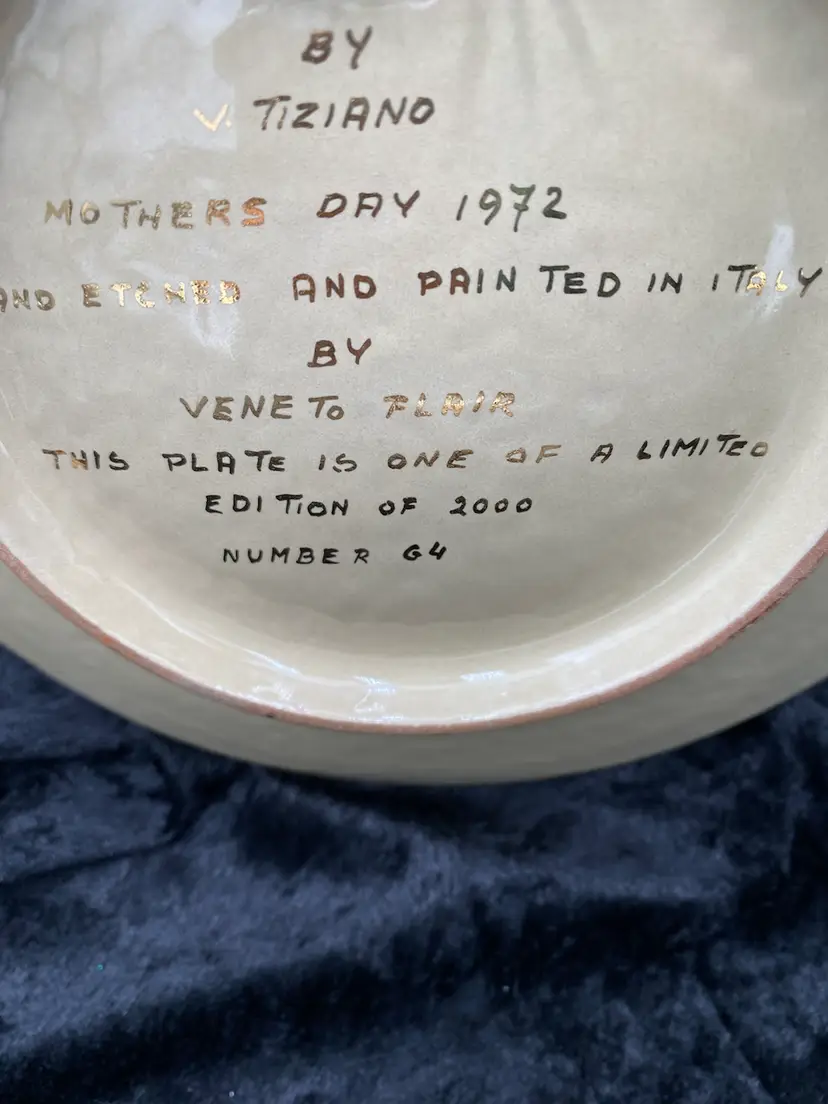 BY
V. TIZIANO
MOTHERS DAY 1972
AND ETCHED AND PAINTED IN ITALY
BY
VENETO FLAIR
THIS PLATE IS ONE OF A LIMITED
EDITION OF 2000
NUMBER 64